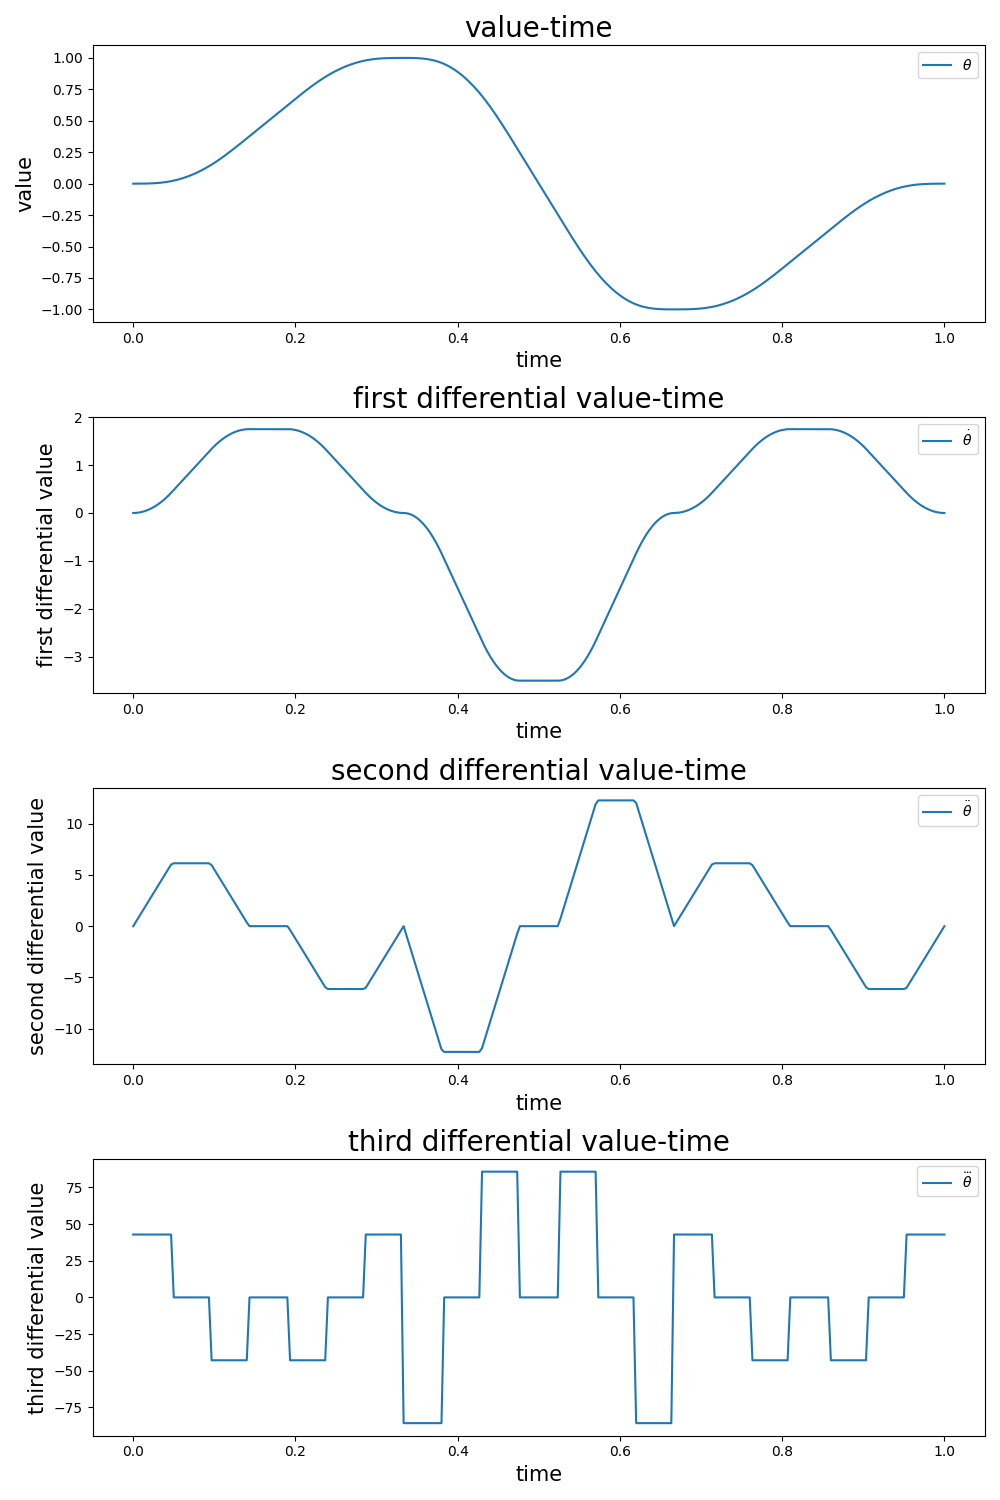 value-time
1.00
0.75
0.50
0.25
0.00
−0.25
−0.50
−0.75
−1.00
value
θ
0.0 0.2 0.4 0.6 0.8 1.0
time
first differential value-time
2
1
0
−1
−2
−3
first differential value
θ̇
0.0 0.2 0.4 0.6 0.8 1.0
time
second differential value-time
10
5
0
−5
−10
second differential value
θ̈
0.0 0.2 0.4 0.6 0.8 1.0
time
third differential value-time
75
50
25
0
−25
−50
−75
third differential value
θ⃛
0.0 0.2 0.4 0.6 0.8 1.0
time